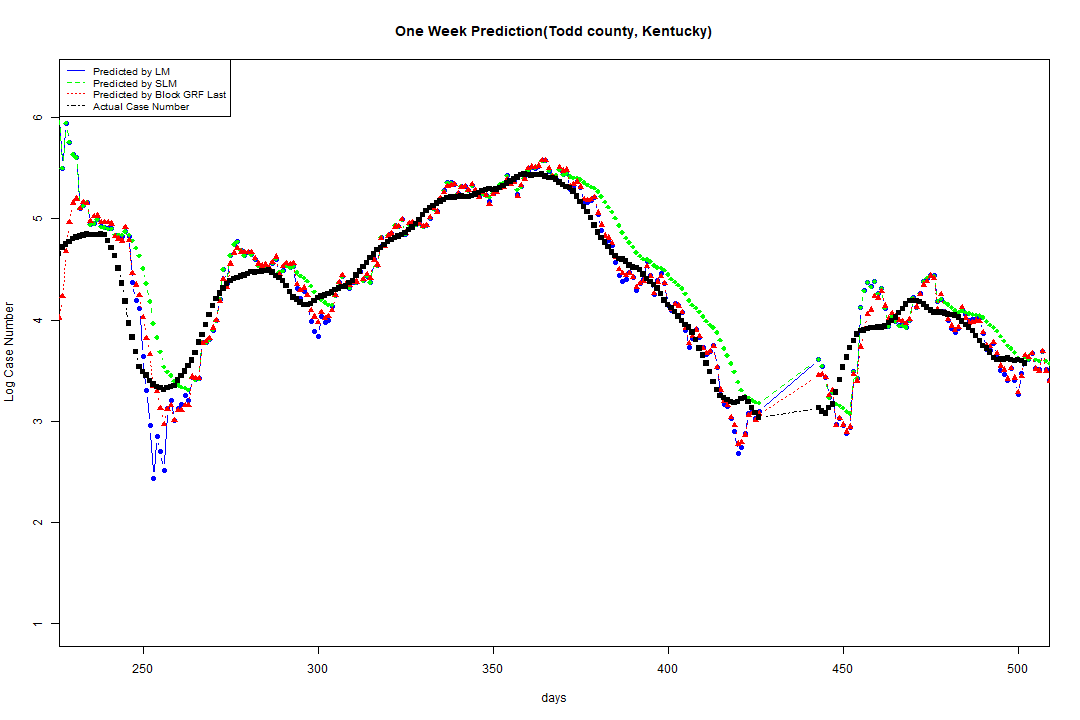 One Week Prediction(Todd county, Kentucky)
Predicted by LM
Predicted by SLM
Predicted by Block GRF Last
Actual Case Number
Log Case Number
6
5
4
3
2
1
250 300 350 400 450 500
days